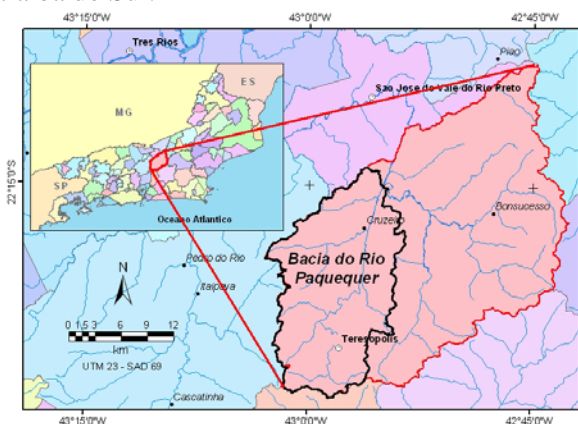 43°15'0"W 43°0'0"W 42°45'0"W
Tres Rios
Piao
Sao Jose do Vale do Rio Preto
MG
ES
SP
Oceano Atlantico
22°15'0"S
Cruzeiro
Bonsucesso
Bacia do Rio
Paquequer
Pedro do Rio
N
Itaipava
0 1,5 3 6 9 12
km
Teresopolis
UTM 23 - SAD 69
Cascatinha
43°15'0"W 43°0'0"W 42°45'0"W